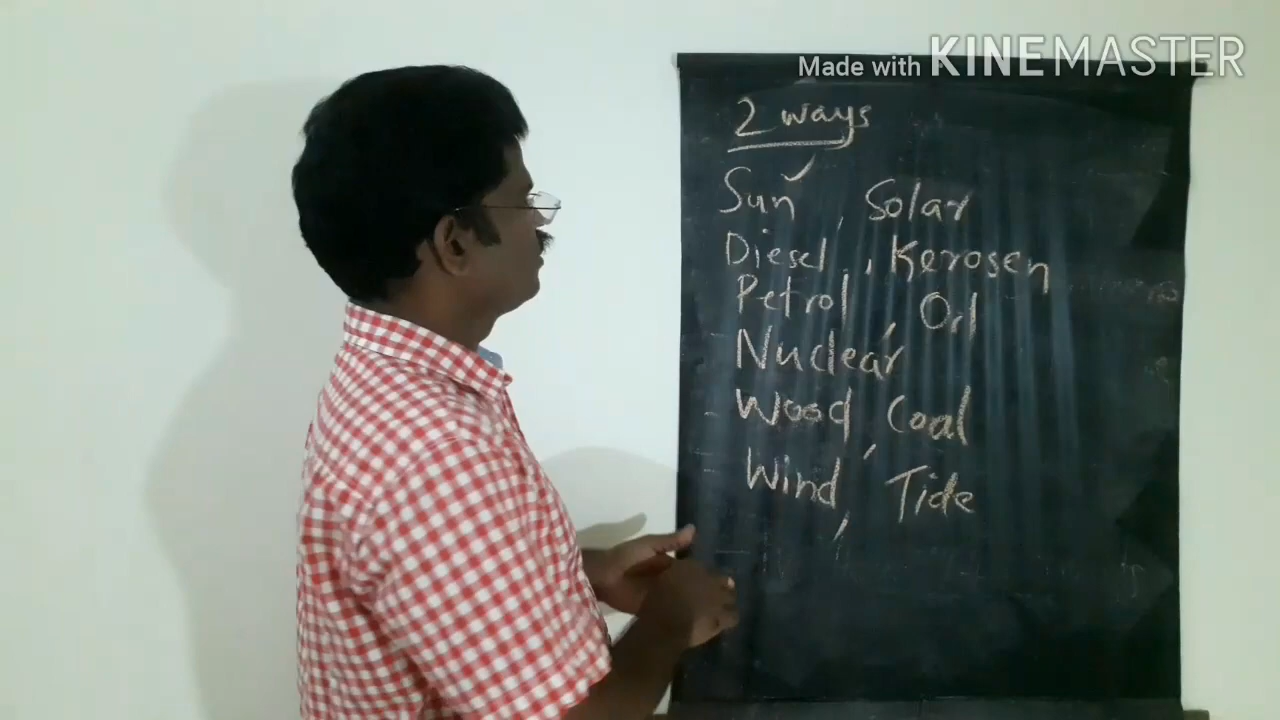 Made with KINEMASTER
2 ways
Sun, Solar
Diesel, Kerosen
Petrol, Oil
Nuclear
Wood, Coal
Wind, Tide